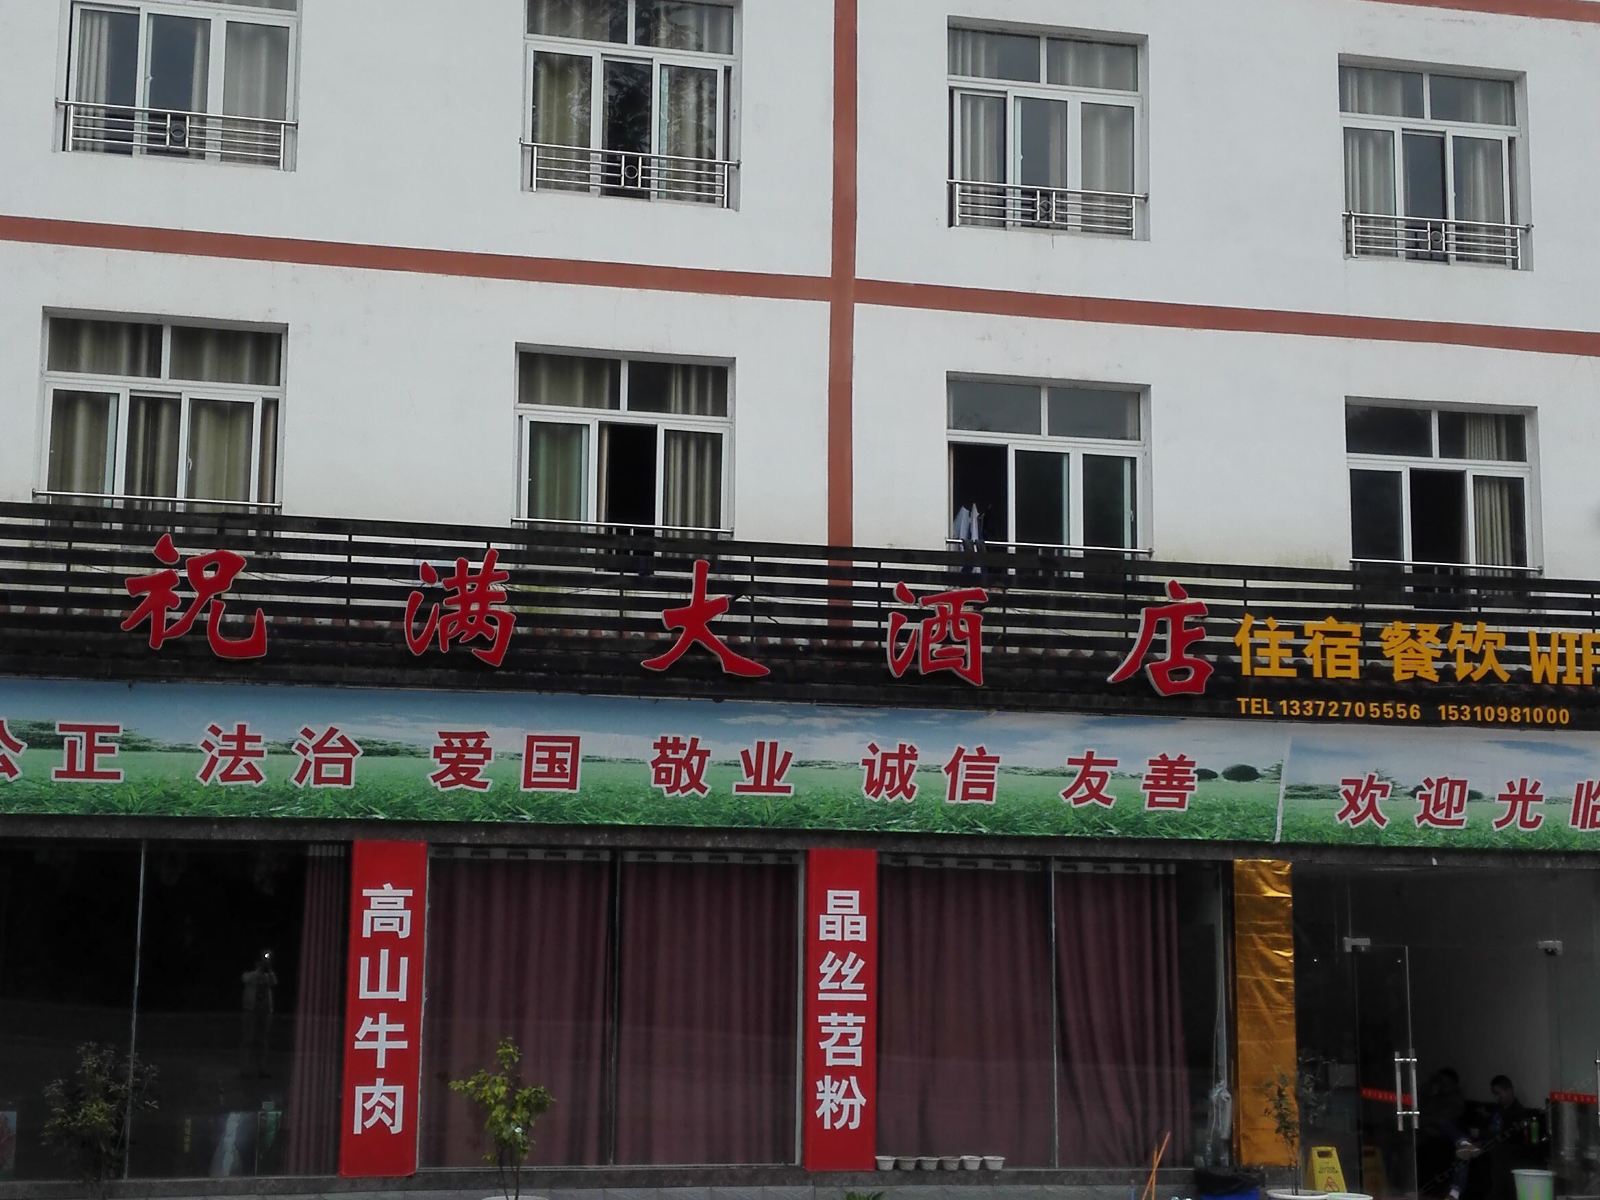 祝满大酒店
住宿 餐饮 WIF
TEL 13372705556 15310981000
公正 法治 爱国 敬业 诚信 友善
欢迎光临
高山牛肉
晶丝苕粉